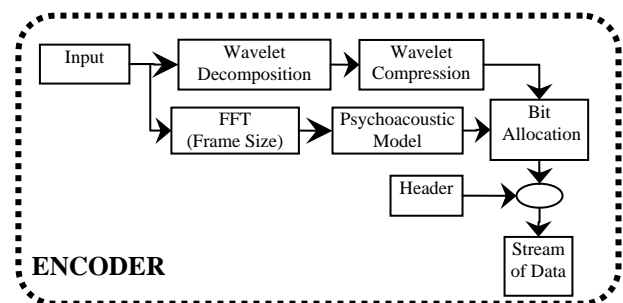 Input
Wavelet
Decomposition
Wavelet
Compression
FFT
(Frame Size)
Psychoacoustic
Model
Bit
Allocation
Header
Stream
of Data
ENCODER